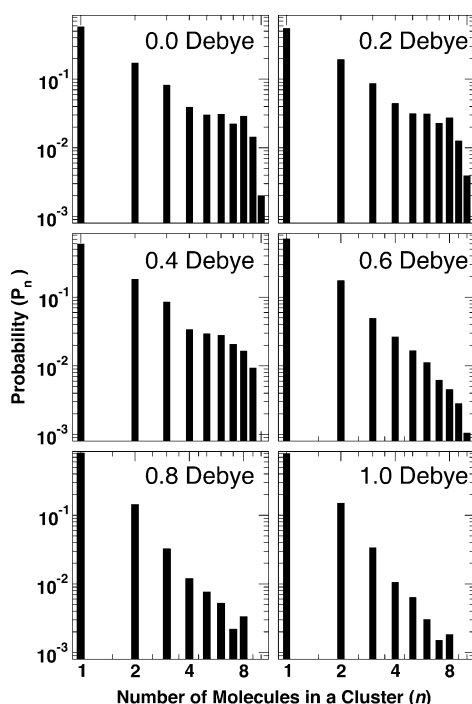 0.0 Debye
0.2 Debye
10-1
10-2
10-3
0.4 Debye
0.6 Debye
10-1
10-2
10-3
0.8 Debye
1.0 Debye
10-1
10-2
10-3
Probability (Pn)
1 2 4 8 1 2 4 8
Number of Molecules in a Cluster (n)